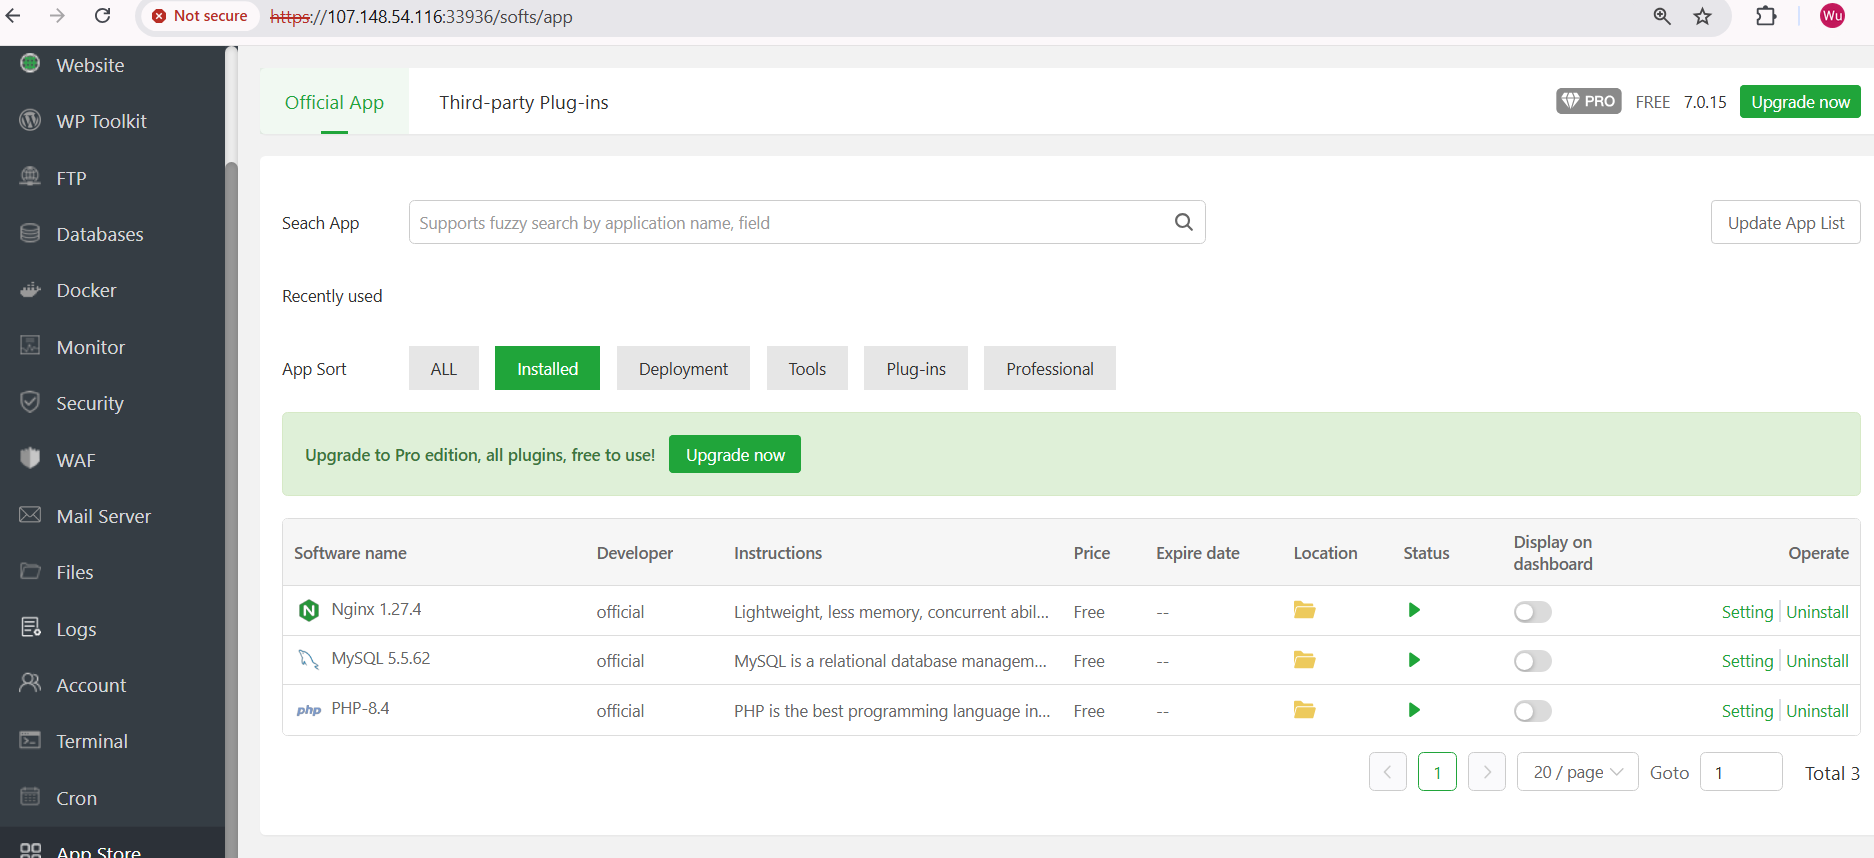 Not secure https://107.148.54.116:33936/softs/app Wu
Website
WP Toolkit
FTP
Databases
Docker
Monitor
Security
WAF
Mail Server
Files
Logs
Account
Terminal
Cron
App Store
Official App Third-party Plug-ins PRO FREE 7.0.15 Upgrade now
Seach App Supports fuzzy search by application name, field Update App List
Recently used
App Sort ALL Installed Deployment Tools Plug-ins Professional
Upgrade to Pro edition, all plugins, free to use! Upgrade now
Software name Developer Instructions Price Expire date Location Status Display on dashboard Operate
N Nginx 1.27.4 official Lightweight, less memory, concurrent abil... Free -- Setting Uninstall
MySQL 5.5.62 official MySQL is a relational database managem... Free -- Setting Uninstall
php PHP-8.4 official PHP is the best programming language in... Free -- Setting Uninstall
1 20 / page Goto 1 Total 3